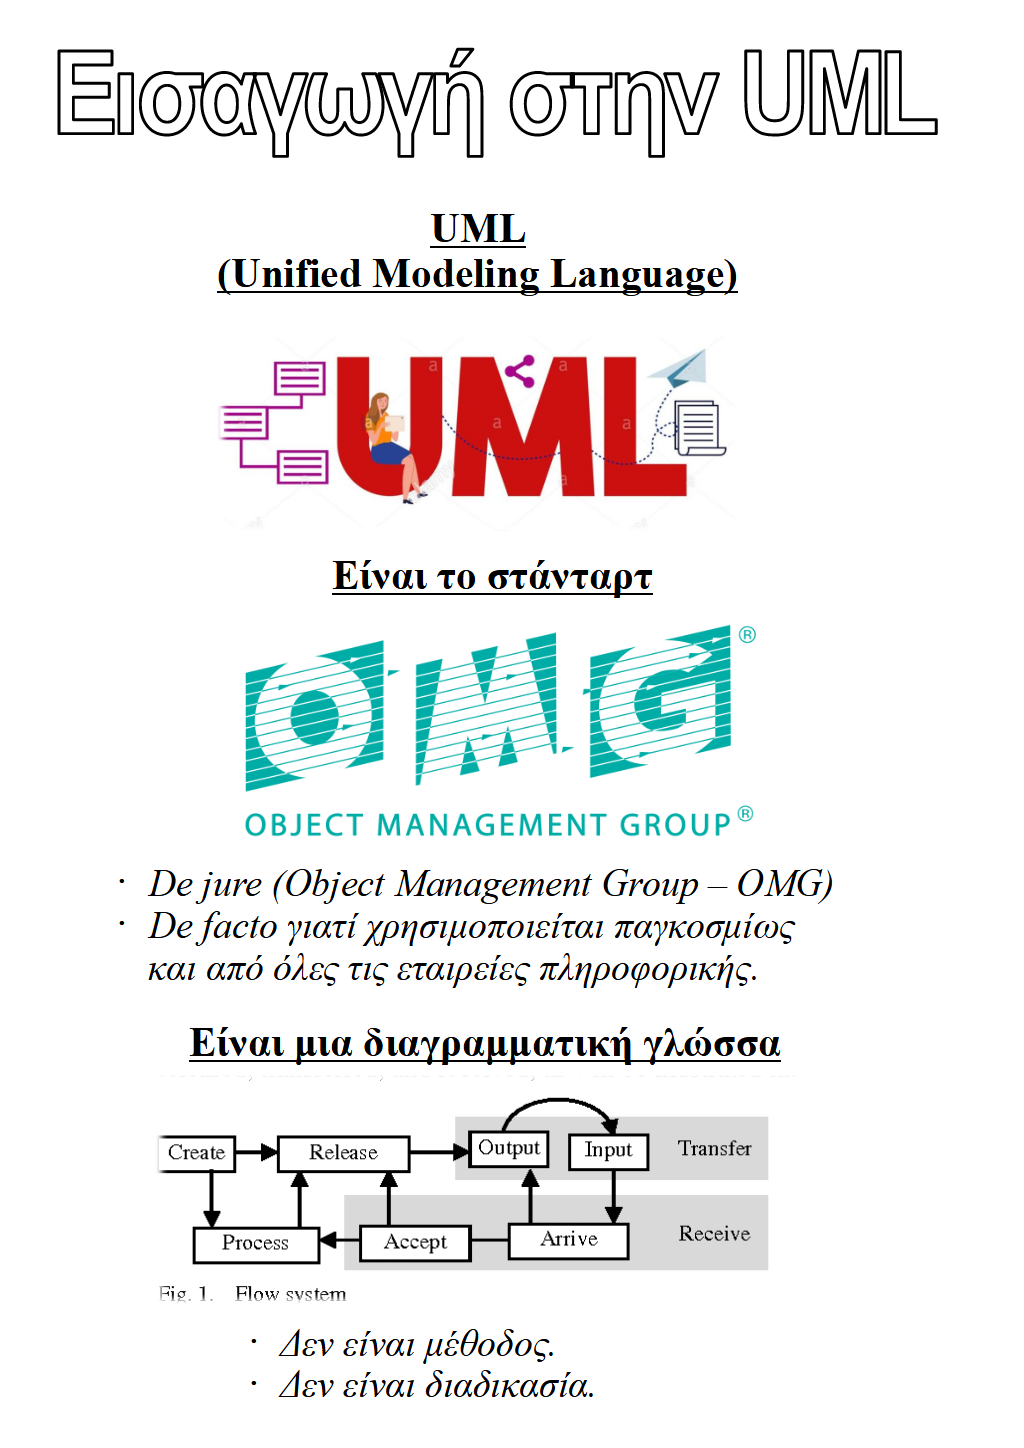 Εισαγωγή στην UML
UML
(Unified Modeling Language)
UML
Είναι το στάνταρτ
OMG®
OBJECT MANAGEMENT GROUP®
· De jure (Object Management Group – OMG)
· De facto γιατί χρησιμοποιείται παγκοσμίως
και από όλες τις εταιρείες πληροφορικής.
Είναι μια διαγραμματική γλώσσα
Create Release Output Input Transfer
Process Accept Arrive Receive
Fig. 1. Flow system
· Δεν είναι μέθοδος.
· Δεν είναι διαδικασία.